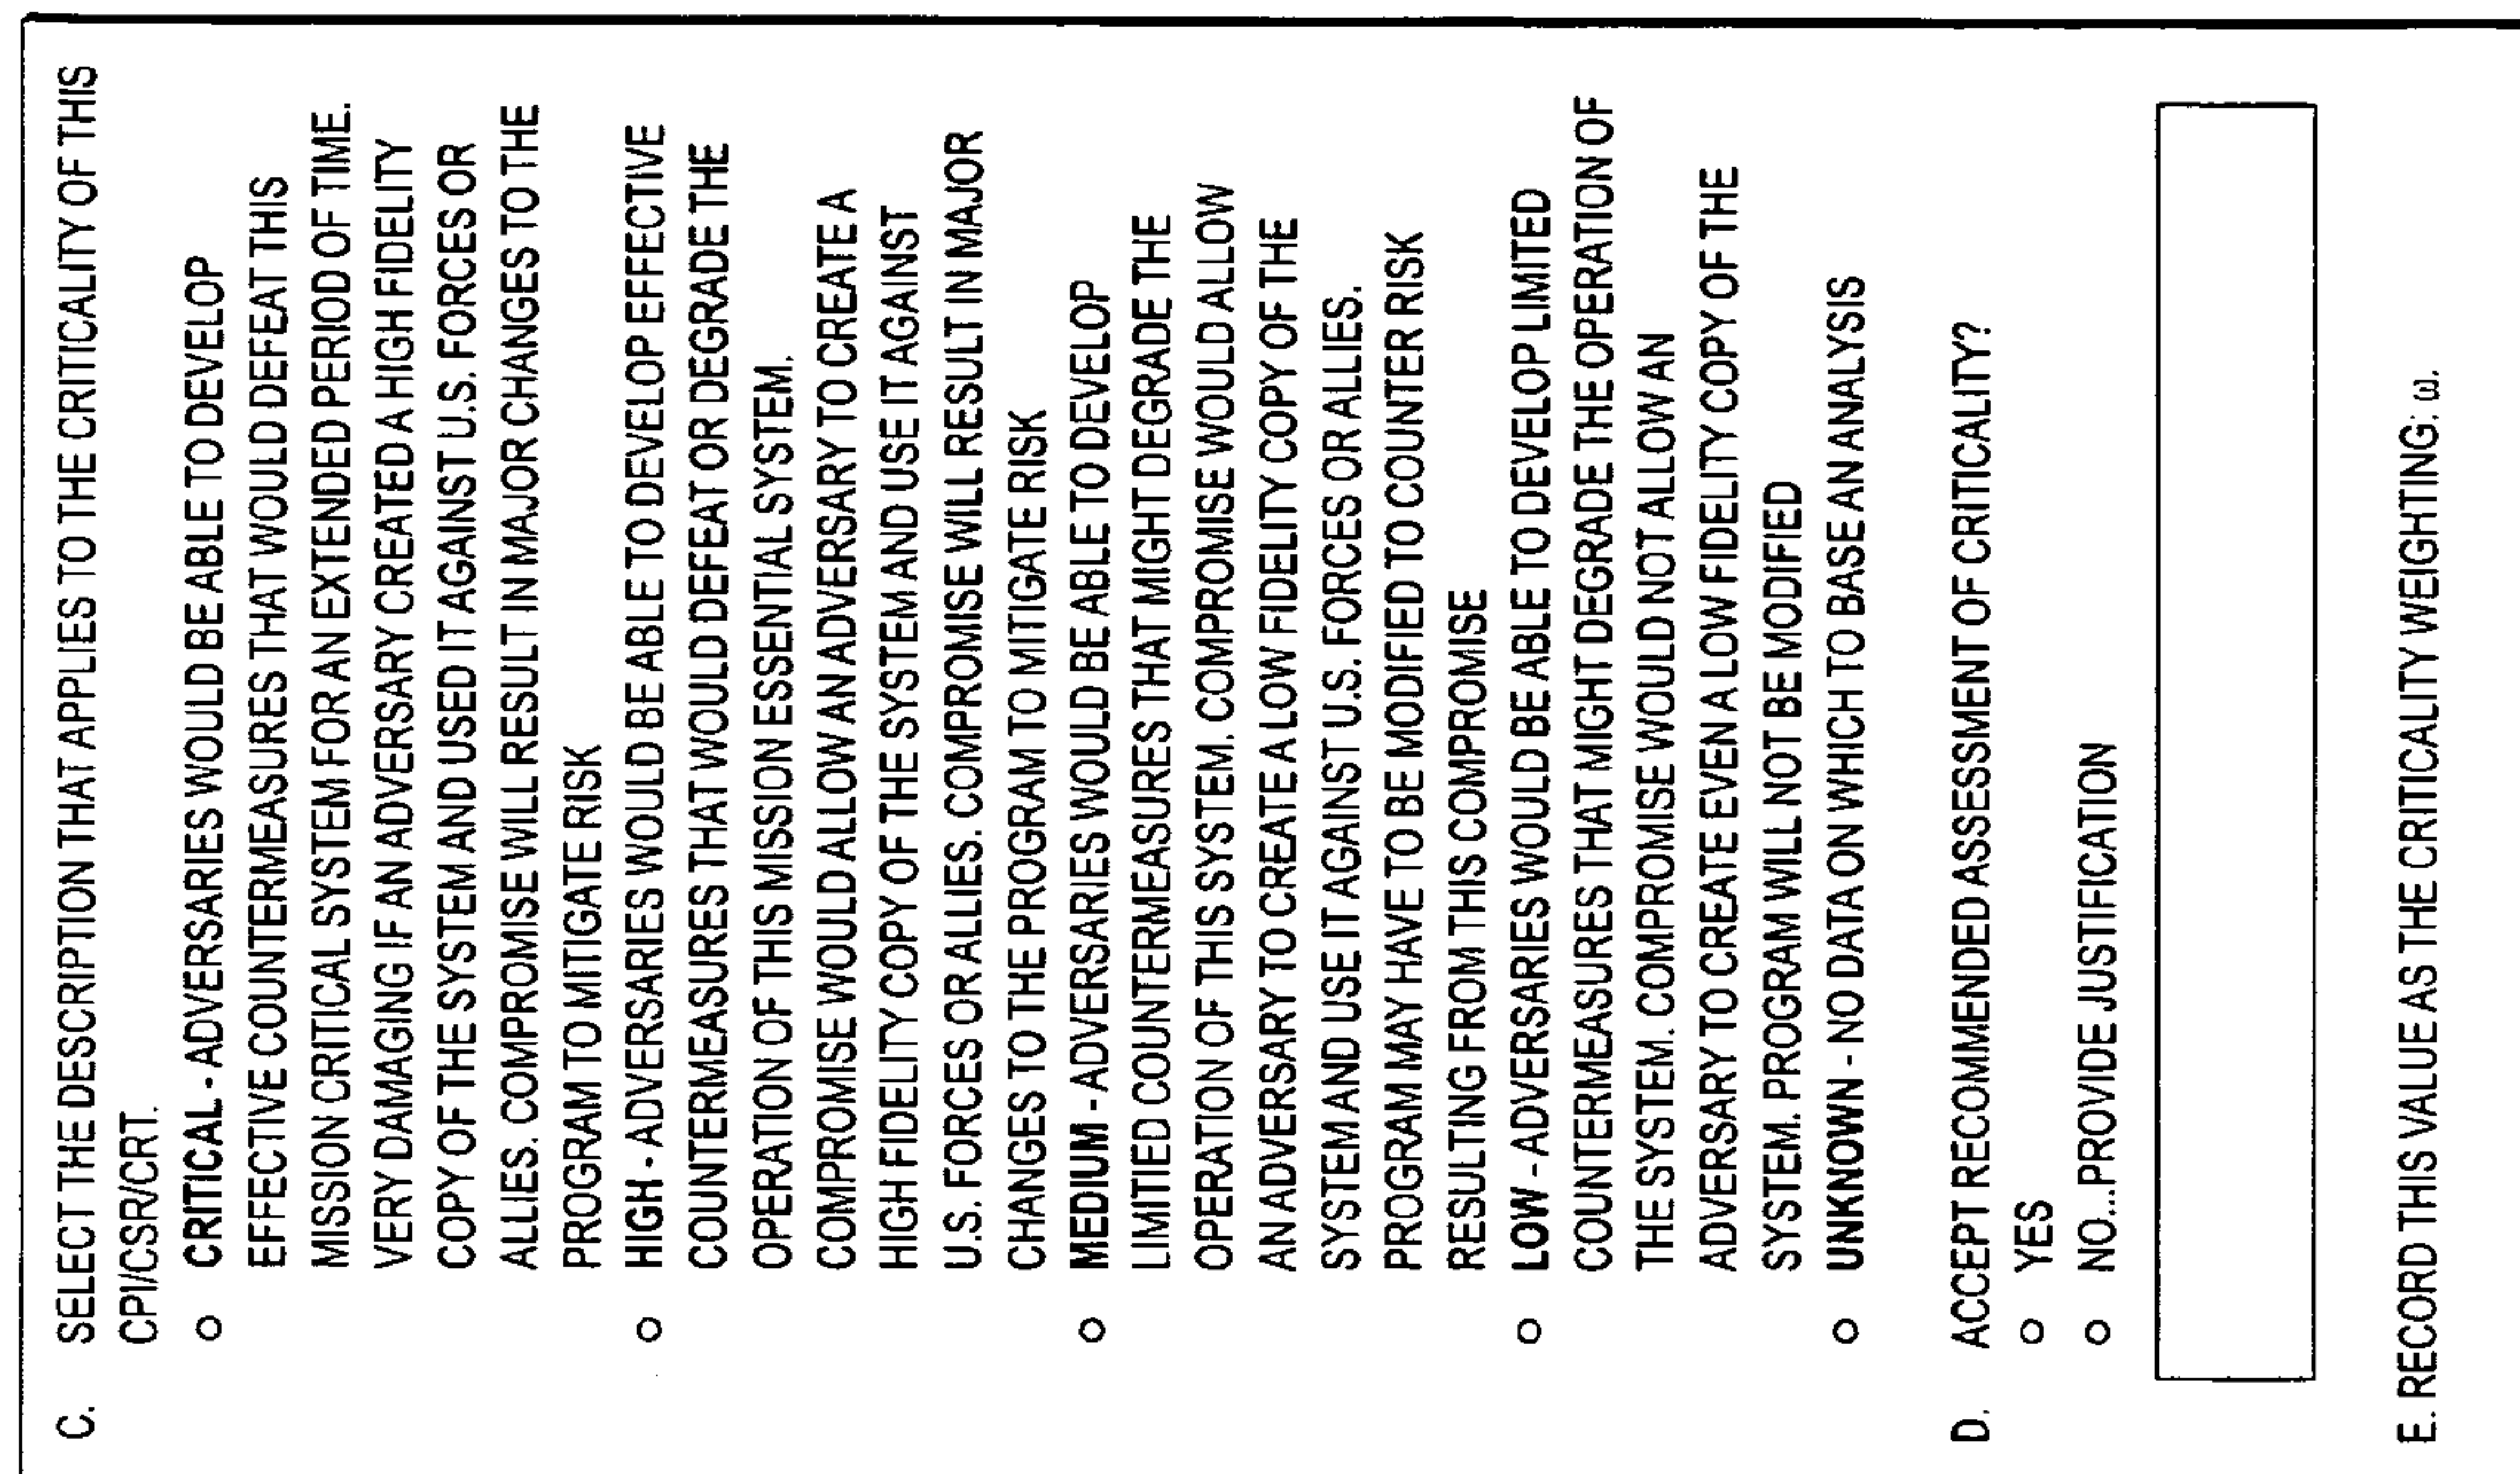 C. SELECT THE DESCRIPTION THAT APPLIES TO THE CRITICALITY OF THIS
CPI/CSR/CRT.
○ CRITICAL - ADVERSARIES WOULD BE ABLE TO DEVELOP
EFFECTIVE COUNTERMEASURES THAT WOULD DEFEAT THIS
MISSION CRITICAL SYSTEM FOR AN EXTENDED PERIOD OF TIME.
VERY DAMAGING IF AN ADVERSARY CREATED A HIGH FIDELITY
COPY OF THE SYSTEM AND USED IT AGAINST U.S. FORCES OR
ALLIES. COMPROMISE WILL RESULT IN MAJOR CHANGES TO THE
PROGRAM TO MITIGATE RISK
○ HIGH - ADVERSARIES WOULD BE ABLE TO DEVELOP EFFECTIVE
COUNTERMEASURES THAT WOULD DEFEAT OR DEGRADE THE
OPERATION OF THIS MISSION ESSENTIAL SYSTEM.
COMPROMISE WOULD ALLOW AN ADVERSARY TO CREATE A
HIGH FIDELITY COPY OF THE SYSTEM AND USE IT AGAINST
U.S. FORCES OR ALLIES. COMPROMISE WILL RESULT IN MAJOR
CHANGES TO THE PROGRAM TO MITIGATE RISK
○ MEDIUM - ADVERSARIES WOULD BE ABLE TO DEVELOP
LIMITIED COUNTERMEASURES THAT MIGHT DEGRADE THE
OPERATION OF THIS SYSTEM. COMPROMISE WOULD ALLOW
AN ADVERSARY TO CREATE A LOW FIDELITY COPY OF THE
SYSTEM AND USE IT AGAINST U.S. FORCES OR ALLIES.
PROGRAM MAY HAVE TO BE MODIFIED TO COUNTER RISK
RESULTING FROM THIS COMPROMISE
○ LOW - ADVERSARIES WOULD BE ABLE TO DEVELOP LIMITED
COUNTERMEASURES THAT MIGHT DEGRADE THE OPERATION OF
THE SYSTEM. COMPROMISE WOULD NOT ALLOW AN
ADVERSARY TO CREATE EVEN A LOW FIDELITY COPY OF THE
SYSTEM. PROGRAM WILL NOT BE MODIFIED
○ UNKNOWN - NO DATA ON WHICH TO BASE AN ANALYSIS
D. ACCEPT RECOMMENDED ASSESSMENT OF CRITICALITY?
○ YES
○ NO...PROVIDE JUSTIFICATION
E. RECORD THIS VALUE AS THE CRITICALITY WEIGHTING: ω.